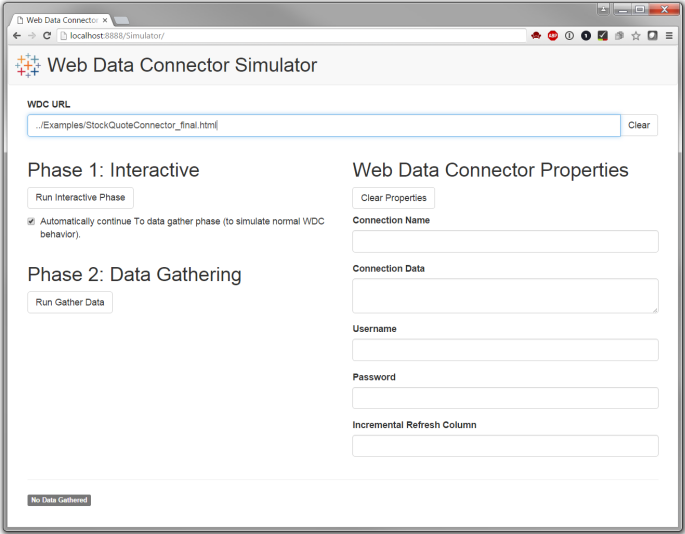 Web Data Connector
localhost:8888/Simulator/
Web Data Connector Simulator
WDC URL
../Examples/StockQuoteConnector_final.html
Clear
Phase 1: Interactive
Run Interactive Phase
Automatically continue To data gather phase (to simulate normal WDC
behavior).
Phase 2: Data Gathering
Run Gather Data
Web Data Connector Properties
Clear Properties
Connection Name
Connection Data
Username
Password
Incremental Refresh Column
No Data Gathered